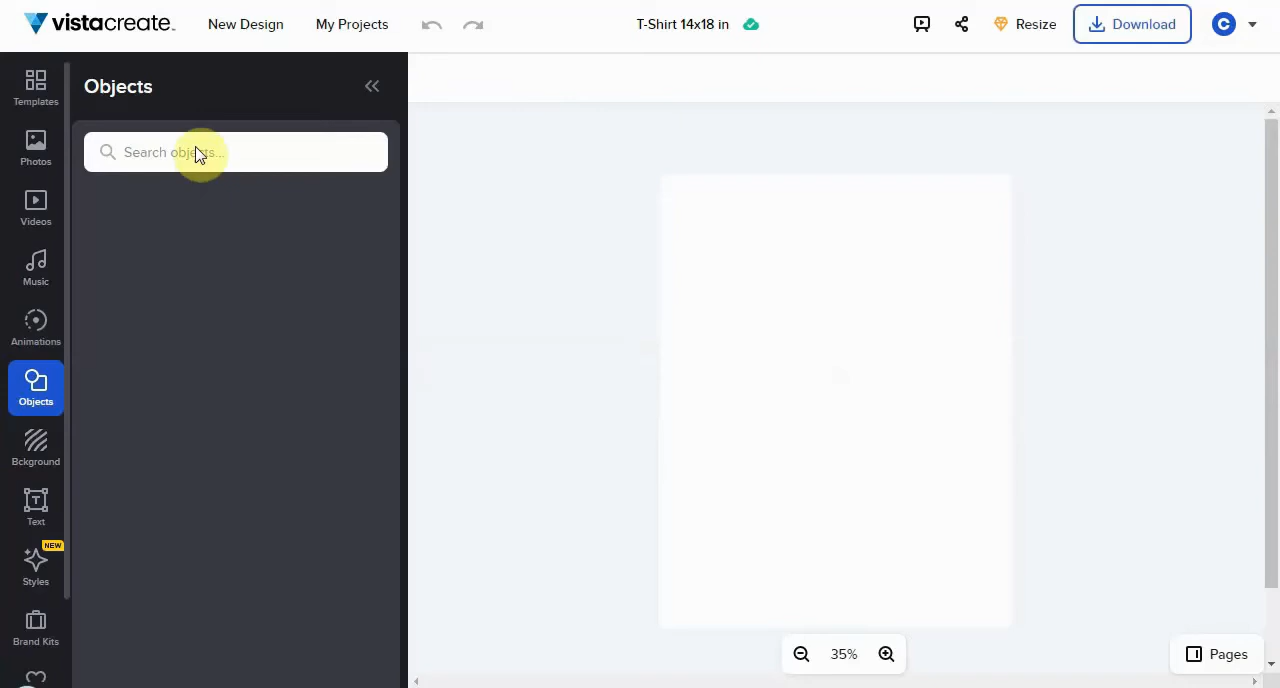 vistacreate
New Design
My Projects
T-Shirt 14x18 in
Resize
Download
C
Templates
Photos
Videos
Music
Animations
Objects
Bckground
Text
NEW
Styles
Brand Kits
Objects
Search objects...
35%
Pages